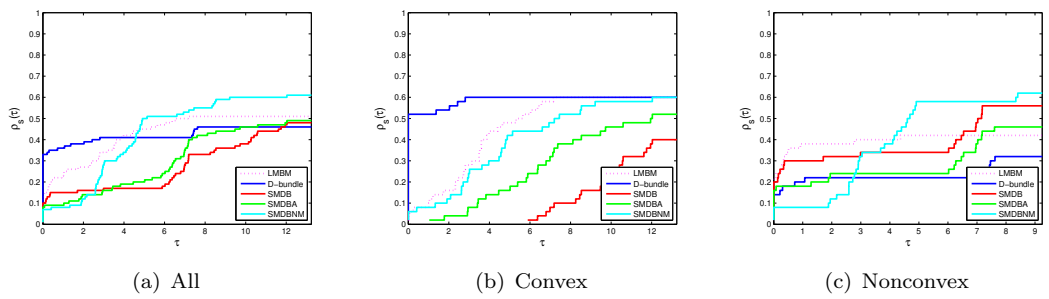 1
0.9
0.8
0.7
0.6
0.5
0.4
0.3
0.2
0.1
0
ρs(τ)
0 2 4 6 8 10 12
τ
LMBM
D−bundle
SMDB
SMDBA
SMDBNM
(a) All
1
0.9
0.8
0.7
0.6
0.5
0.4
0.3
0.2
0.1
0
ρs(τ)
0 2 4 6 8 10 12
τ
LMBM
D−bundle
SMDB
SMDBA
SMDBNM
(b) Convex
1
0.9
0.8
0.7
0.6
0.5
0.4
0.3
0.2
0.1
0
ρs(τ)
0 1 2 3 4 5 6 7 8 9
τ
LMBM
D−bundle
SMDB
SMDBA
SMDBNM
(c) Nonconvex